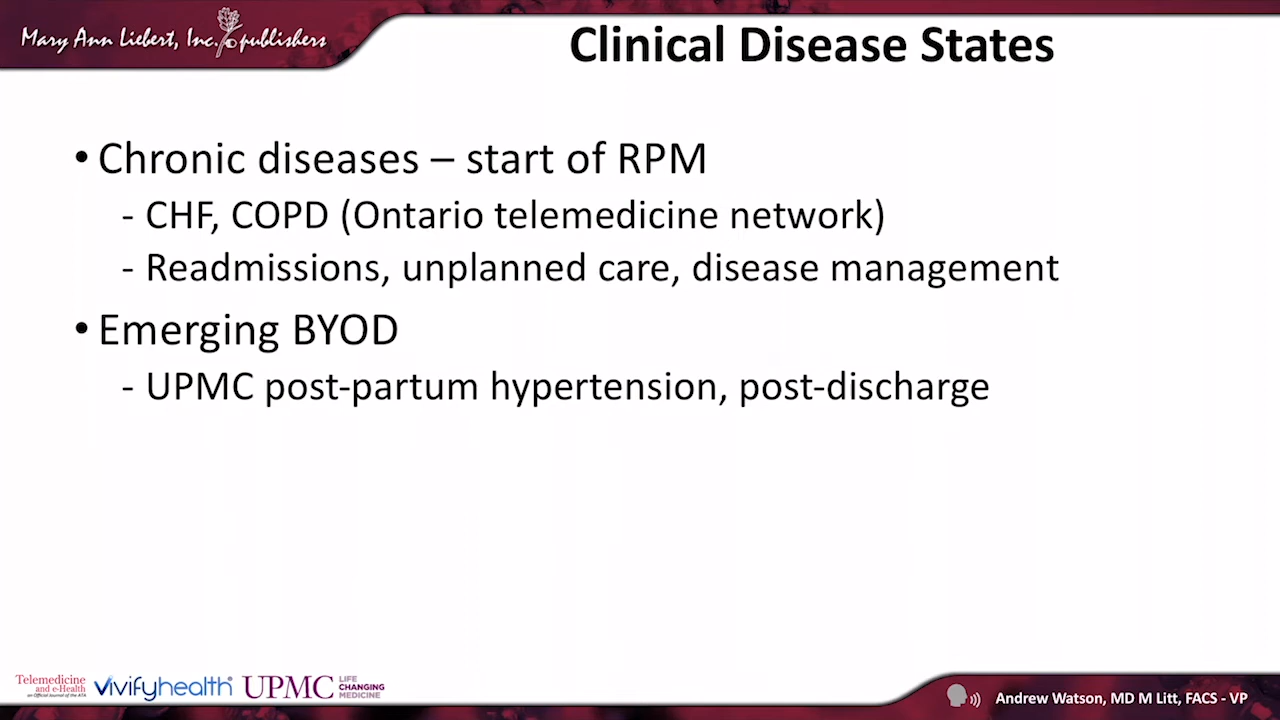 Mary Ann Liebert, Inc. publishers
Clinical Disease States
• Chronic diseases – start of RPM
- CHF, COPD (Ontario telemedicine network)
- Readmissions, unplanned care, disease management
• Emerging BYOD
- UPMC post-partum hypertension, post-discharge
Telemedicine
and e-Health
an Official Journal of the ATA
vivifyhealth
UPMC
LIFE
CHANGING
MEDICINE
Andrew Watson, MD M Litt, FACS - VP